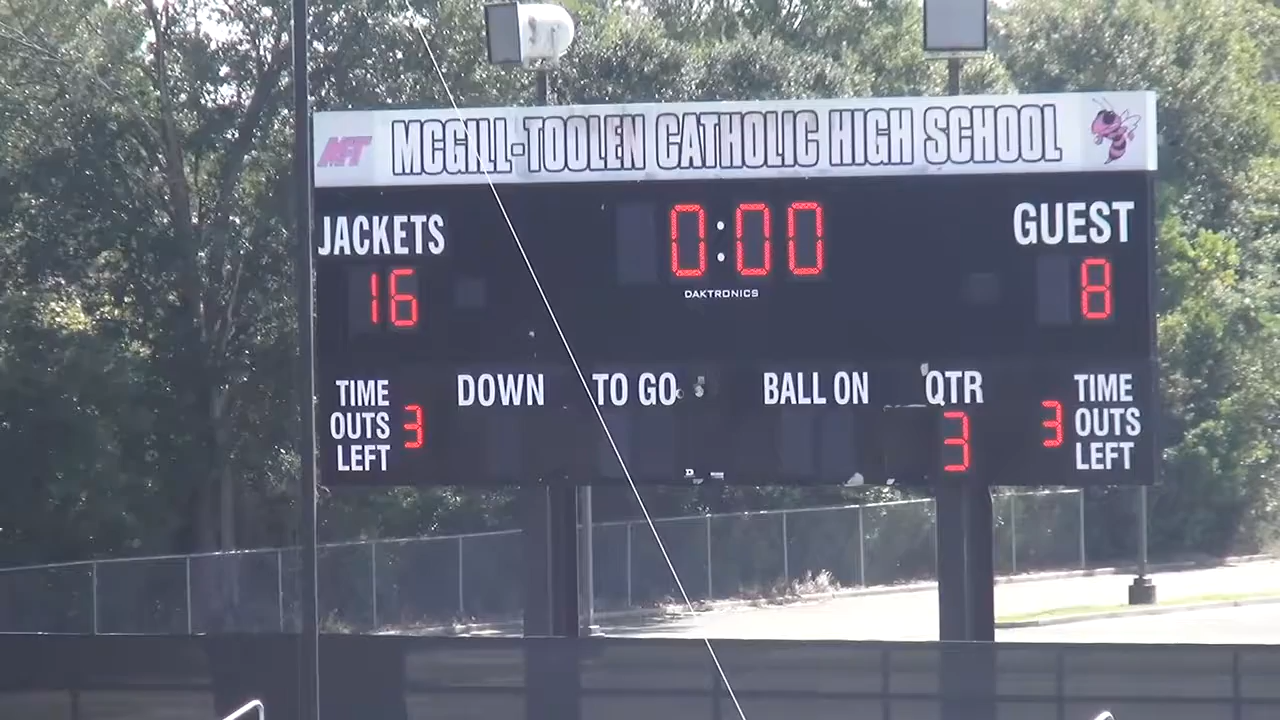 MT MCGILL-TOOLEN CATHOLIC HIGH SCHOOL
JACKETS 0:00 GUEST
16 DAKTRONICS 8
TIME OUTS LEFT 3
DOWN TO GO BALL ON QTR
3
3 TIME OUTS LEFT